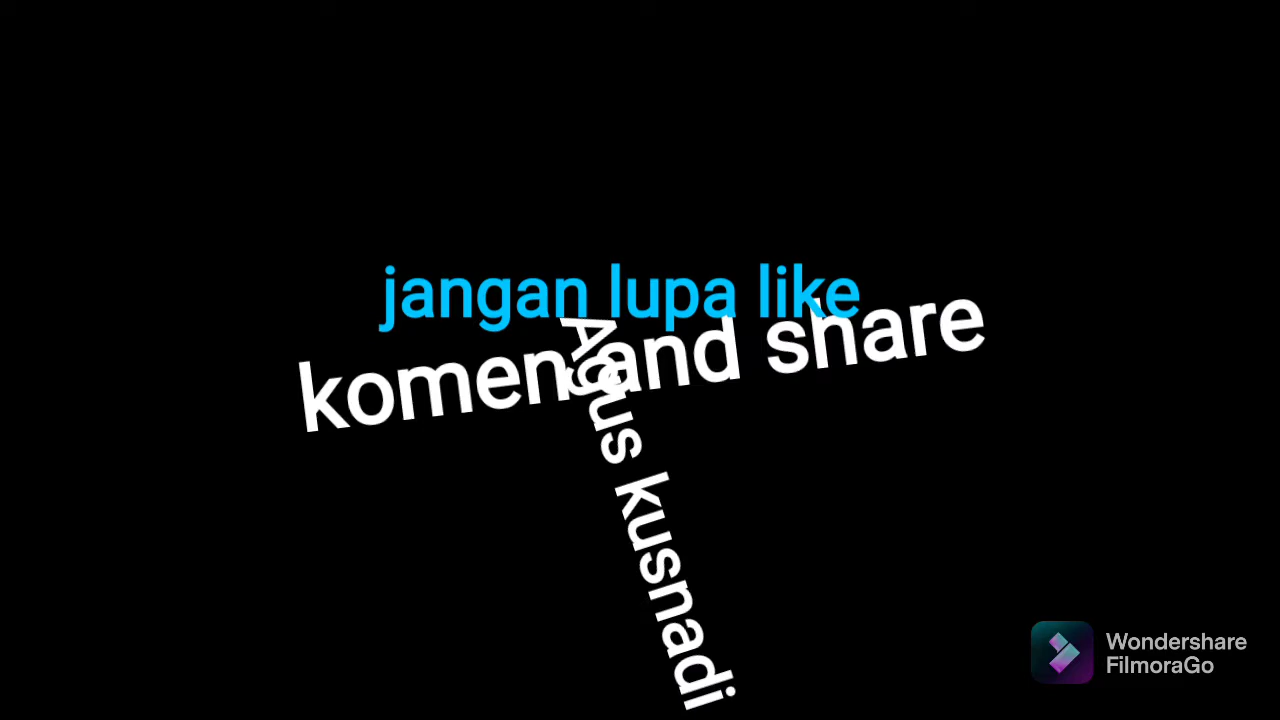 jangan lupa like
komen and share
Agus kusnadi
Wondershare
FilmoraGo